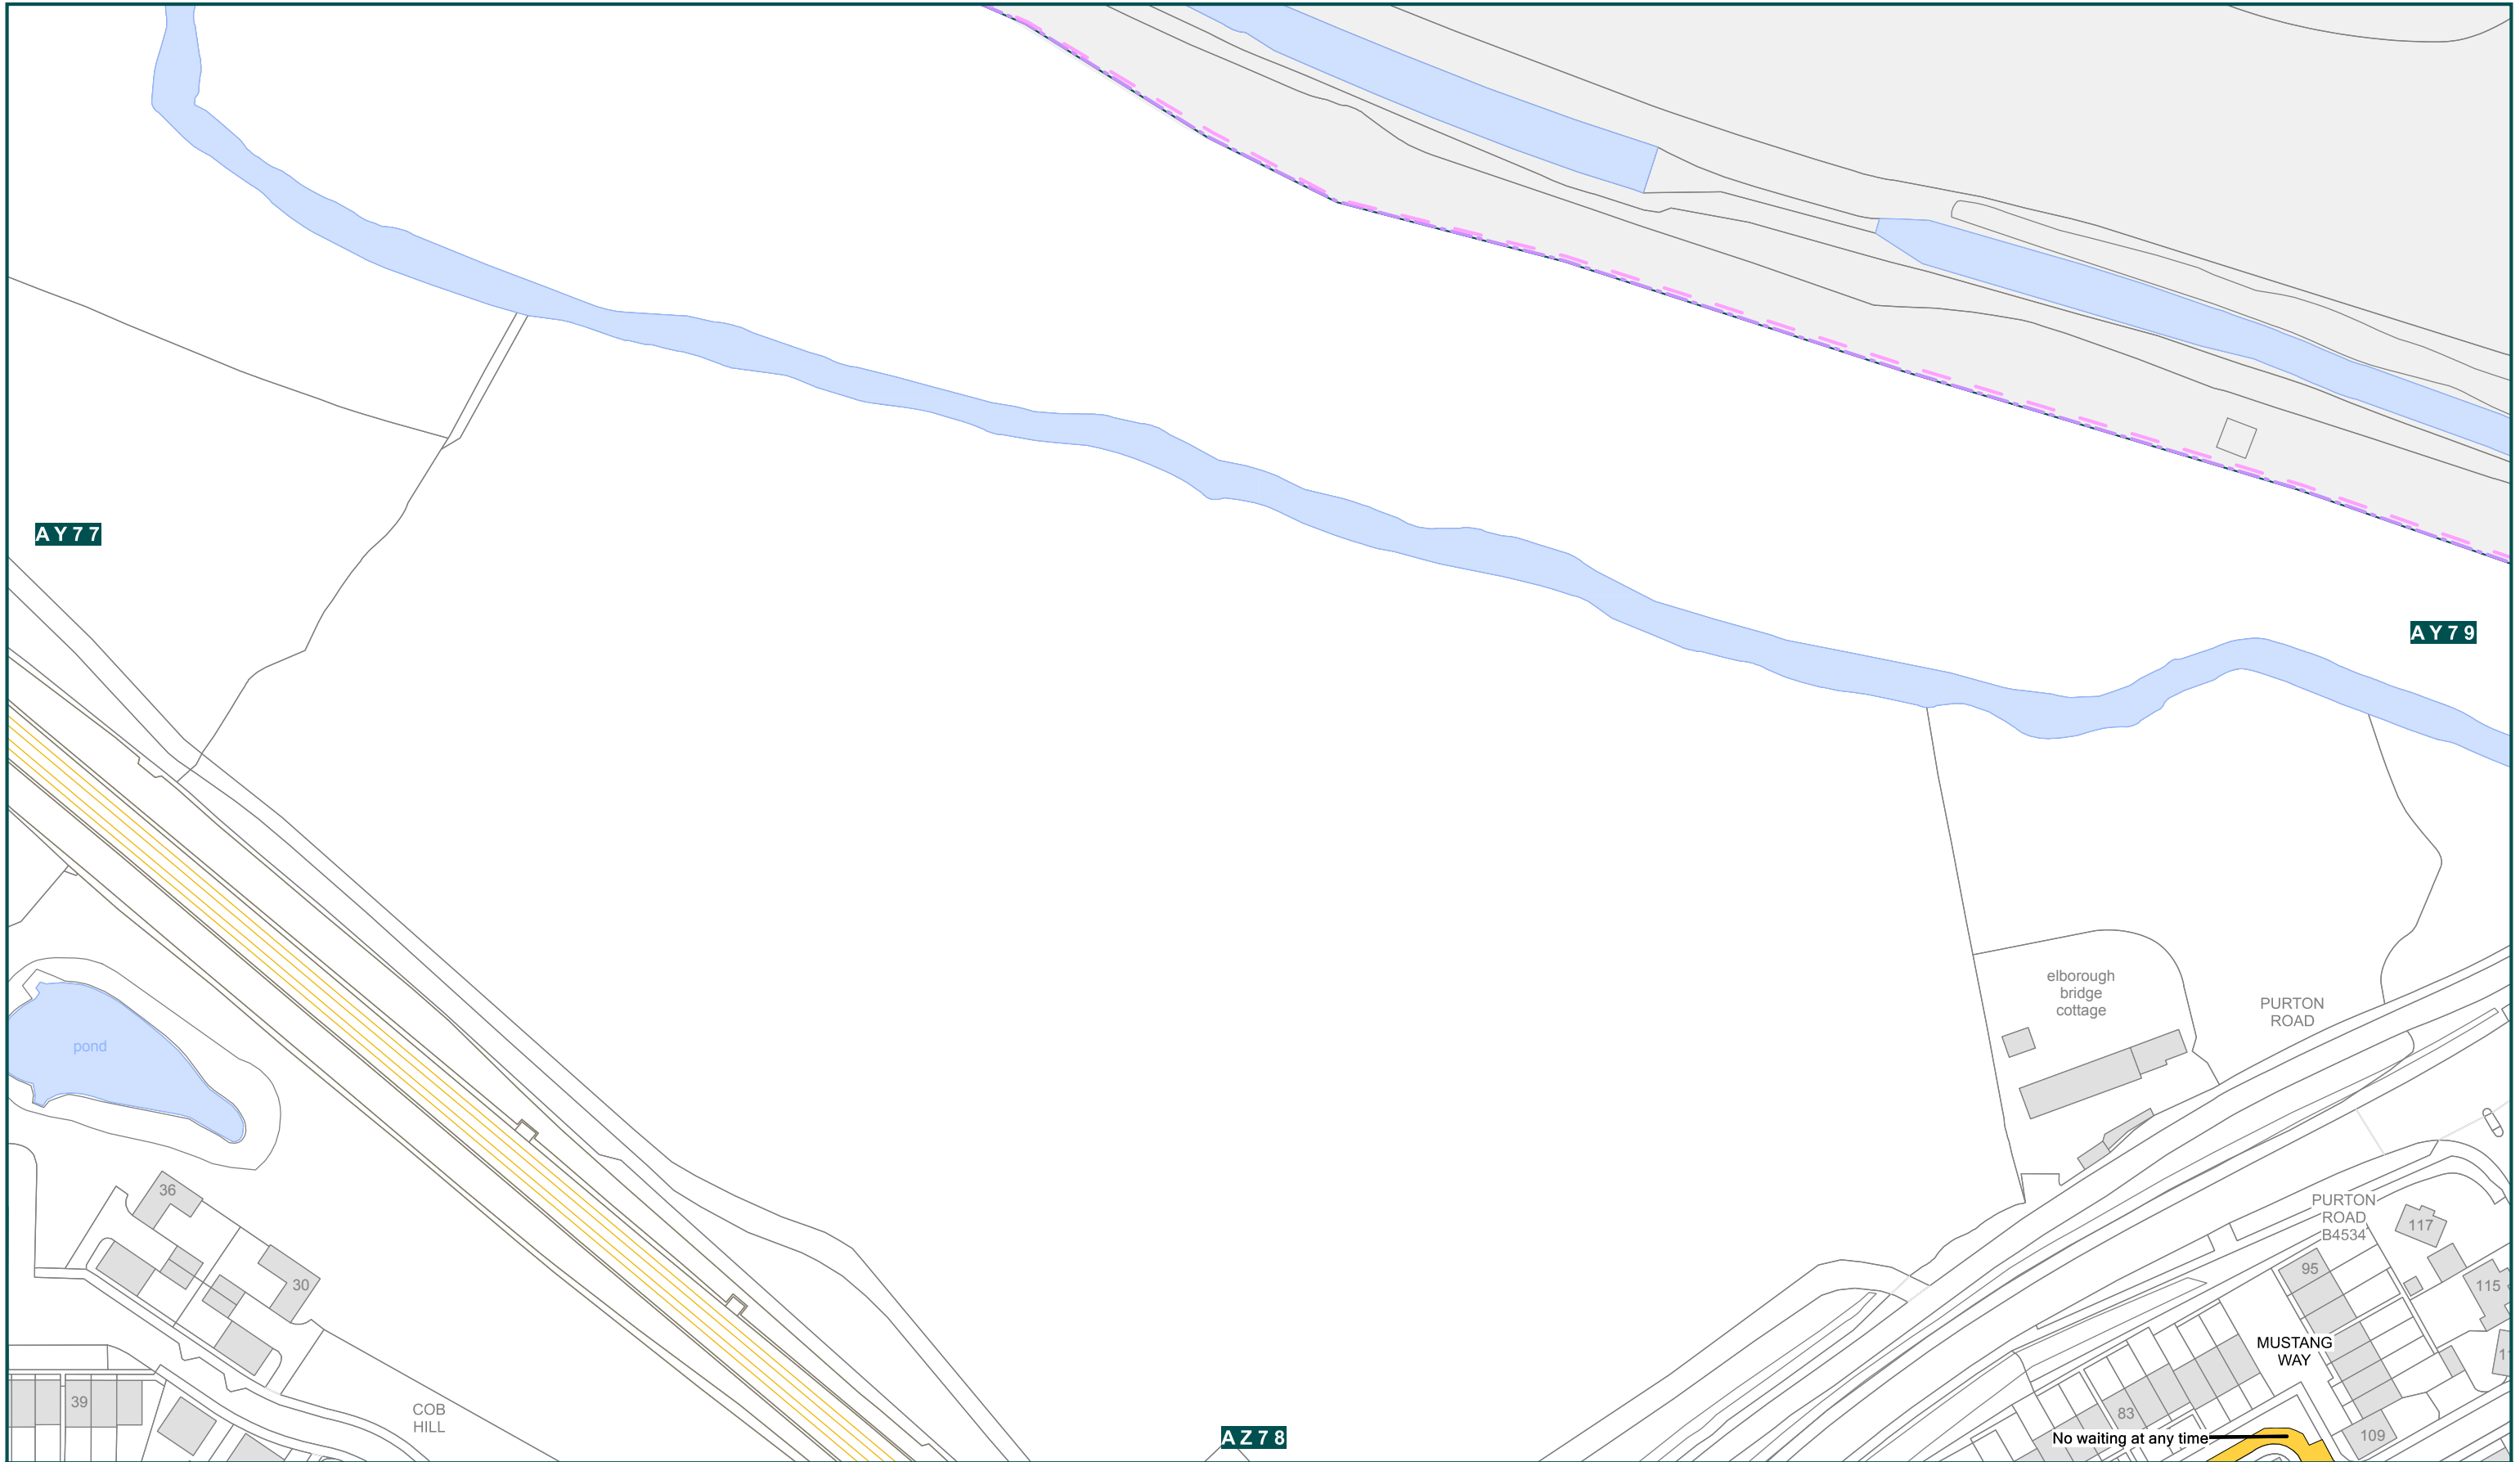 AY77
AY79
elborough
bridge
cottage
PURTON
ROAD
pond
36
30
PURTON
ROAD
B4534
117
95
115
MUSTANG
WAY
39
COB
HILL
83
109
No waiting at any time
AZ78